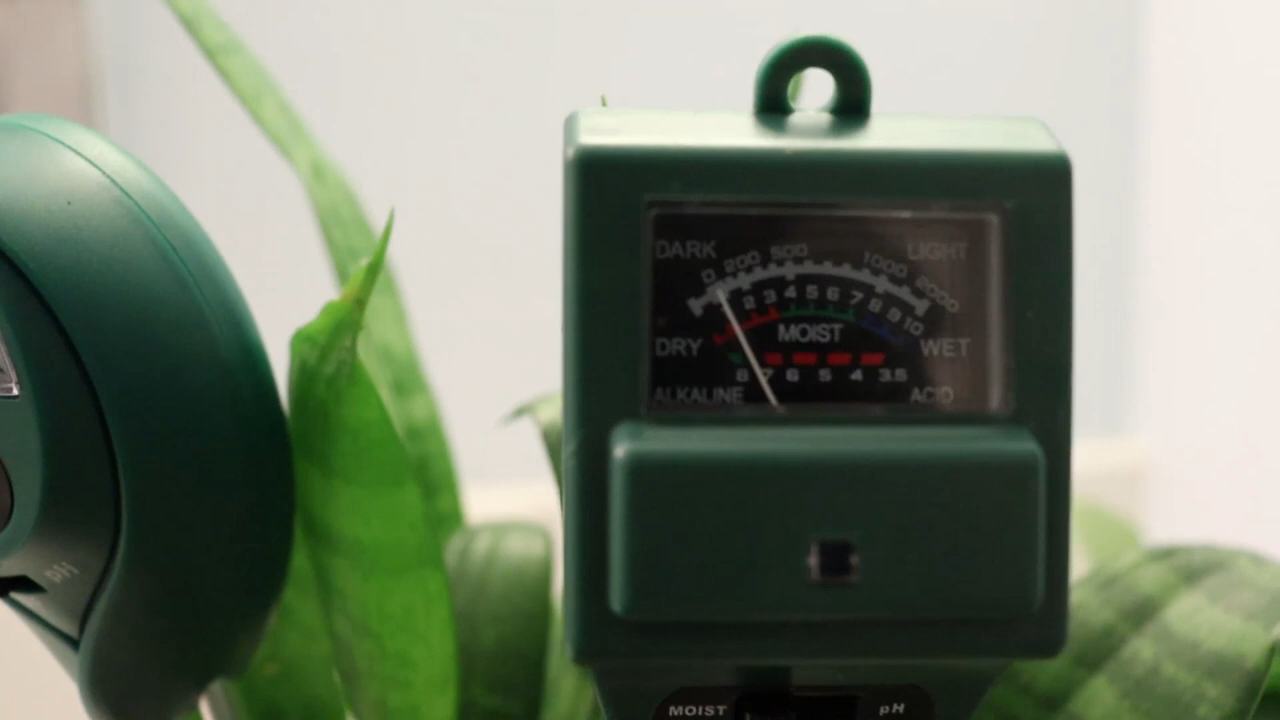 DARK LIGHT
0 200 500 1000 2000
2 3 4 5 6 7 8 9 10
MOIST
DRY WET
8 7 6 5 4 3.5
ALKALINE ACID
MOIST pH
pH